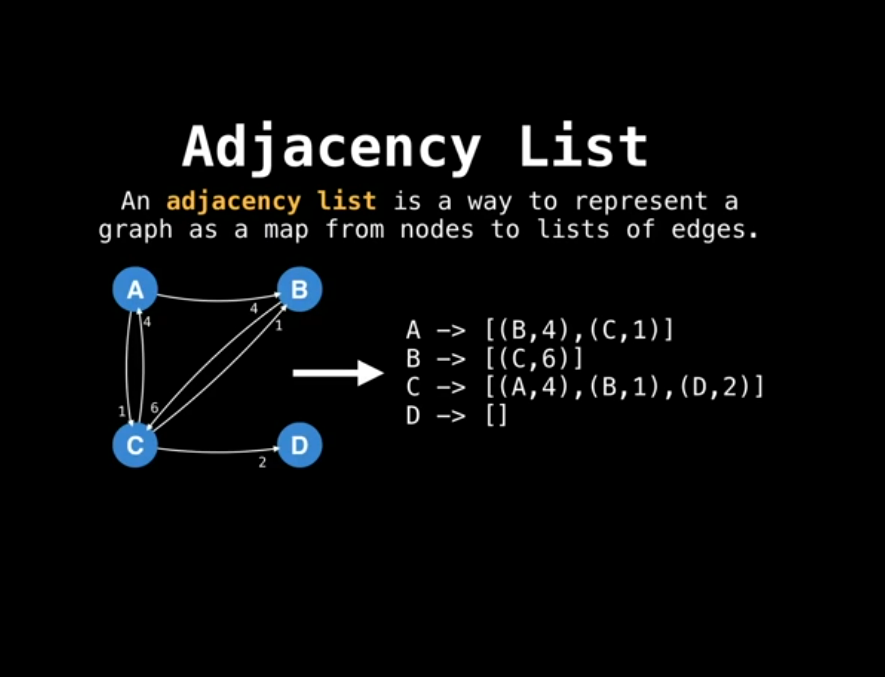 Adjacency List
An adjacency list is a way to represent a
graph as a map from nodes to lists of edges.
A
B
4
4
1
A -> [(B,4),(C,1)]
B -> [(C,6)]
C -> [(A,4),(B,1),(D,2)]
D -> []
1
6
C
D
2